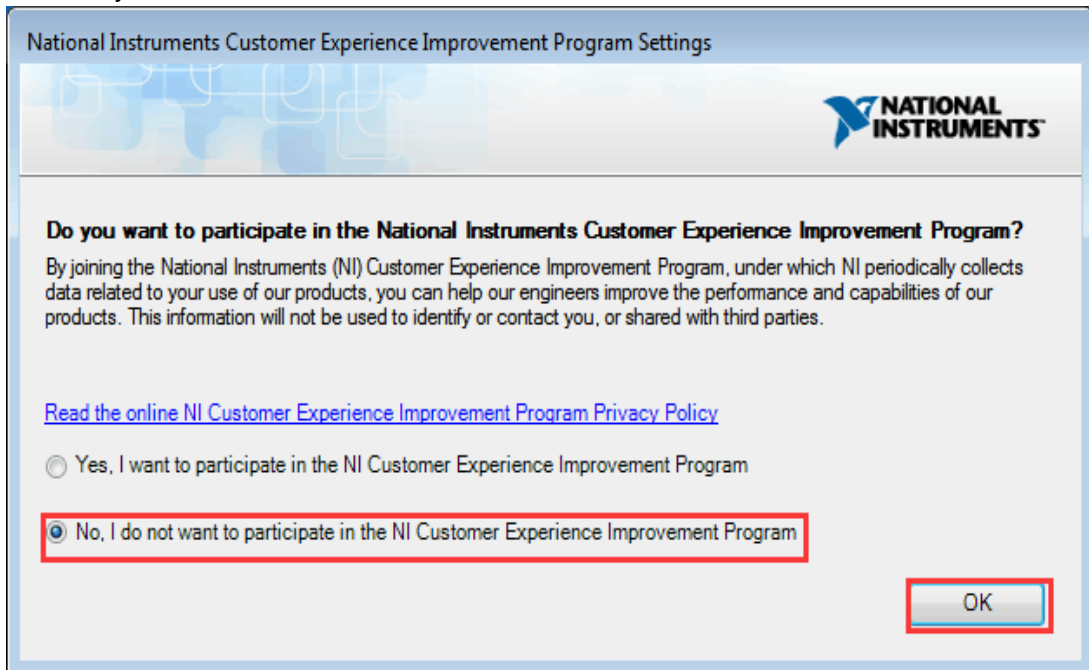 National Instruments Customer Experience Improvement Program Settings
NATIONAL
INSTRUMENTS™
Do you want to participate in the National Instruments Customer Experience Improvement Program?
By joining the National Instruments (NI) Customer Experience Improvement Program, under which NI periodically collects
data related to your use of our products, you can help our engineers improve the performance and capabilities of our
products. This information will not be used to identify or contact you, or shared with third parties.
Read the online NI Customer Experience Improvement Program Privacy Policy
Yes, I want to participate in the NI Customer Experience Improvement Program
No, I do not want to participate in the NI Customer Experience Improvement Program
OK